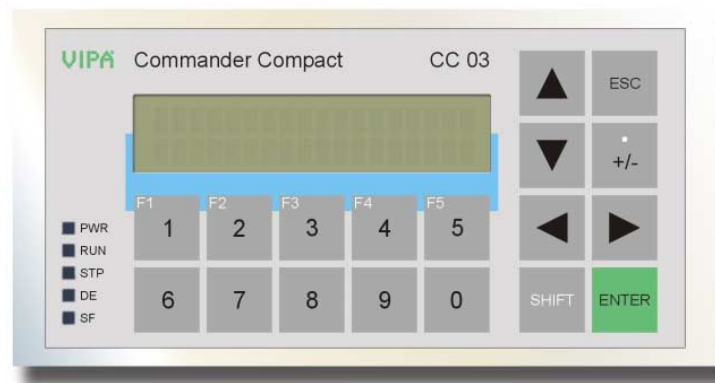 VIPA Commander Compact CC 03
ESC
+/-
F1 F2 F3 F4 F5
1 2 3 4 5
PWR
RUN
STP
DE
SF
6 7 8 9 0
SHIFT ENTER